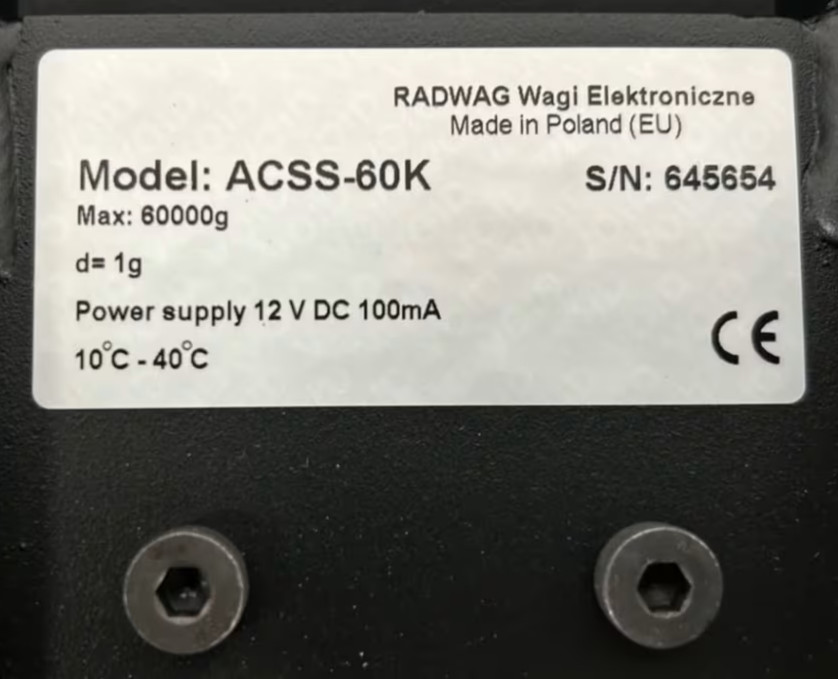 RADWAG Wagi Elektroniczne
Made in Poland (EU)
Model: ACSS-60K S/N: 645654
Max: 60000g
d= 1g
Power supply 12 V DC 100mA
10°C - 40°C
CE